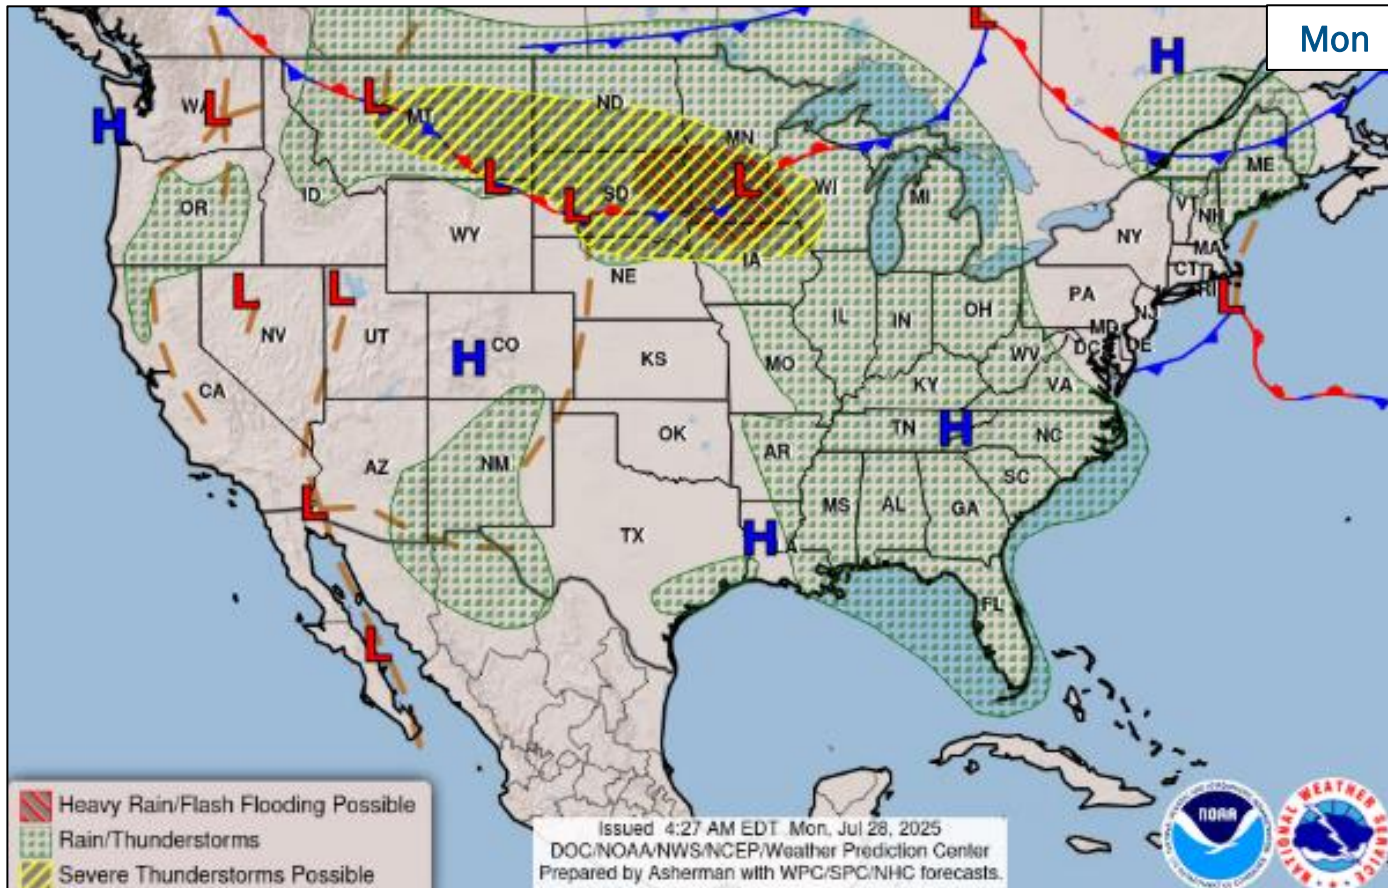 Mon
H
L
L
H
WA
L
MT
ND
MN
ME
H
OR
ID
L
L
SD
L
WI
MI
VT
NH
WY
NY
MA
IA
CT
RI
L
L
L
NE
PA
NJ
NV
UT
IL
IN
OH
MD
DE
DC
H
CO
KS
MO
WV
VA
CA
KY
OK
TN
H
NC
AZ
NM
AR
SC
L
MS
AL
GA
TX
H
LA
FL
L
Heavy Rain/Flash Flooding Possible
Rain/Thunderstorms
Severe Thunderstorms Possible
Issued 4:27 AM EDT Mon, Jul 28, 2025
DOC/NOAA/NWS/NCEP/Weather Prediction Center
Prepared by Asherman with WPC/SPC/NHC forecasts.
NOAA
NATIONAL WEATHER SERVICE